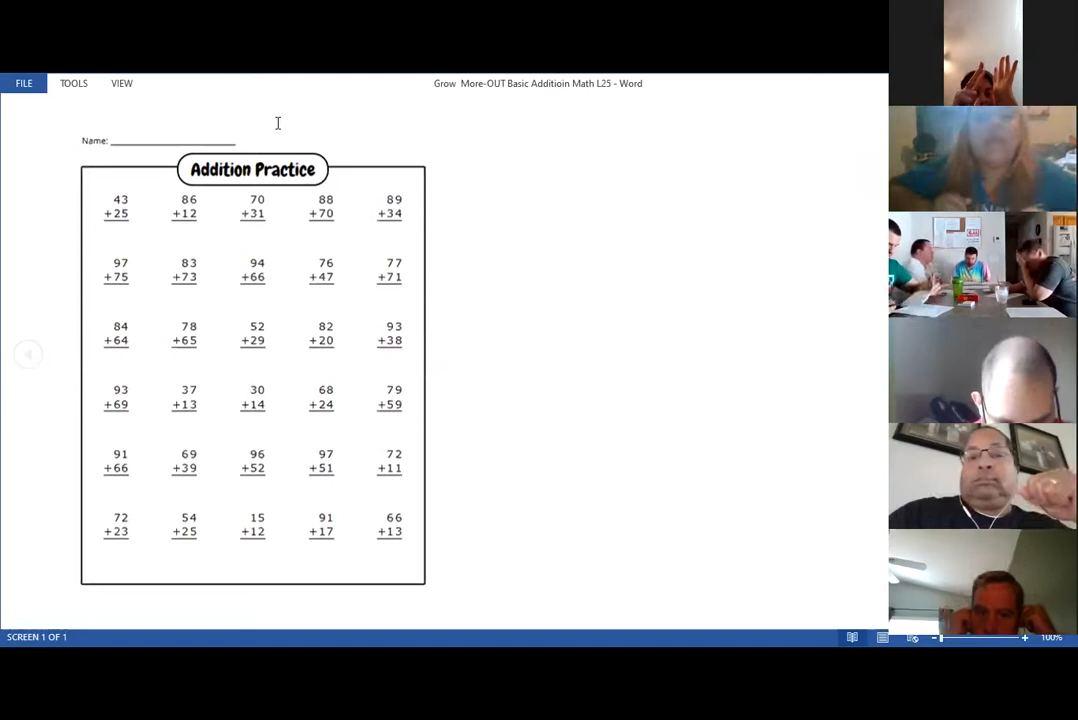 FILE TOOLS VIEW Grow More-OUT Basic Additioin Math L25 - Word
Name:
Addition Practice
43 86 70 88 89
+25 +12 +31 +70 +34
97 83 94 76 77
+75 +73 +66 +47 +71
84 78 52 82 93
+64 +65 +29 +20 +38
93 37 30 68 79
+69 +13 +14 +24 +59
91 69 96 97 72
+66 +39 +52 +51 +11
72 54 15 91 66
+23 +25 +12 +17 +13
SCREEN 1 OF 1 100%